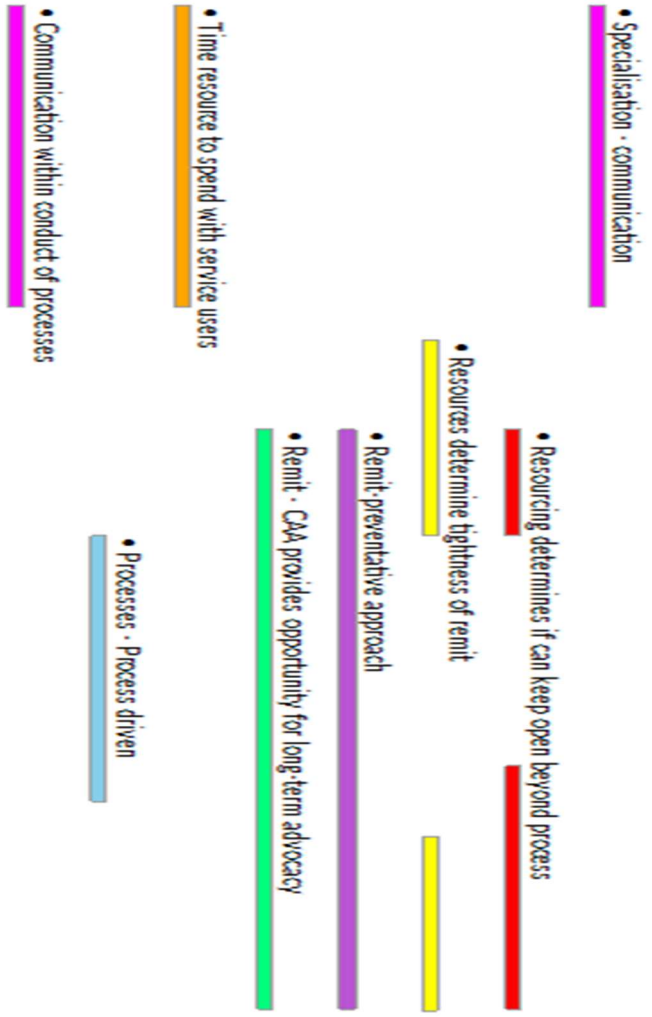 • Specialisation - communication
• Resourcing determines if can keep open beyond process
• Resources determine tightness of remit
• Remit-preventative approach
• Remit - CAA provides opportunity for long-term advocacy
• Time resource to spend with service users
• Processes - Process driven
• Communication within conduct of processes